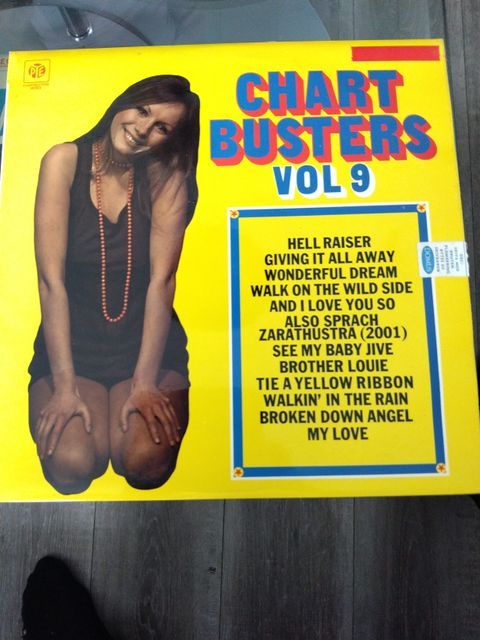 PYE
CHART
BUSTERS
VOL 9
HELL RAISER
GIVING IT ALL AWAY
WONDERFUL DREAM
WALK ON THE WILD SIDE
AND I LOVE YOU SO
ALSO SPRACH
ZARATHUSTRA (2001)
SEE MY BABY JIVE
BROTHER LOUIE
TIE A YELLOW RIBBON
WALKIN' IN THE RAIN
BROKEN DOWN ANGEL
MY LOVE